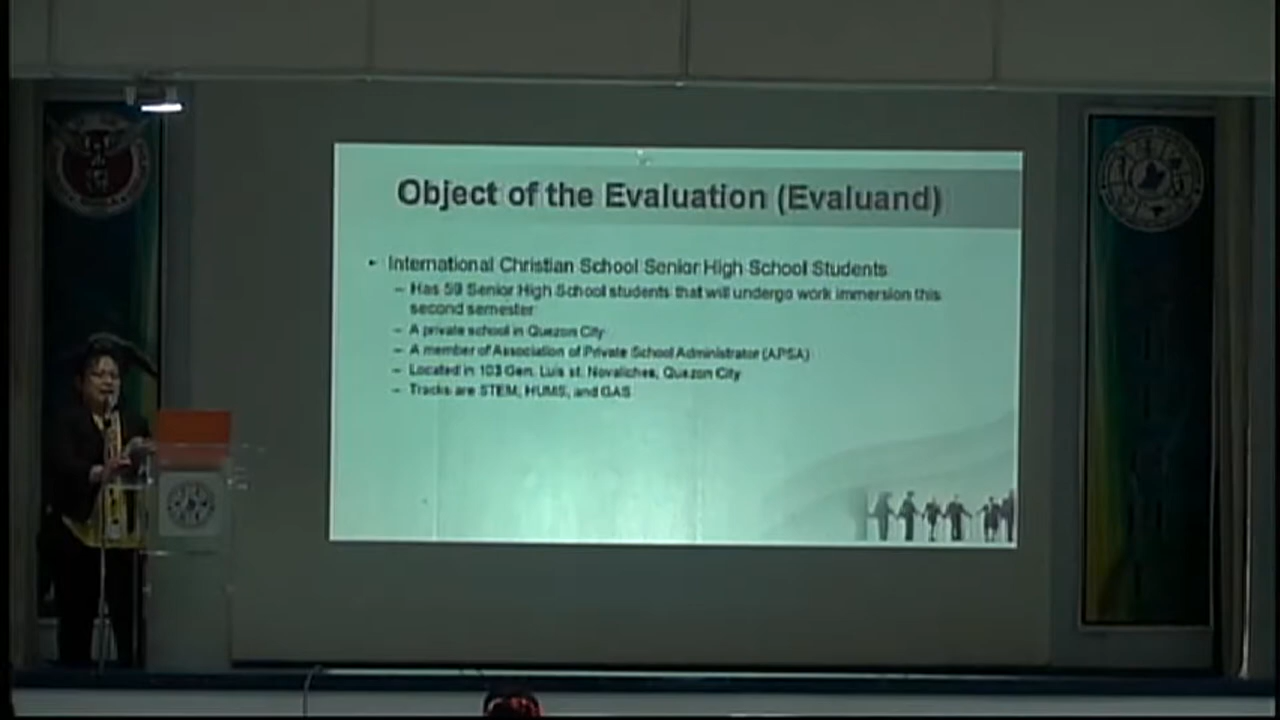 Object of the Evaluation (Evaluand)
• International Christian School Senior High School Students
– Has 59 Senior High School students that will undergo work immersion this
second semester
– A private school in Quezon City
– A member of Association of Private School Administrator (APSA)
– Located in 103 Gen. Luis st. Novaliches, Quezon City
– Tracks are STEM, HUMS, and GAS